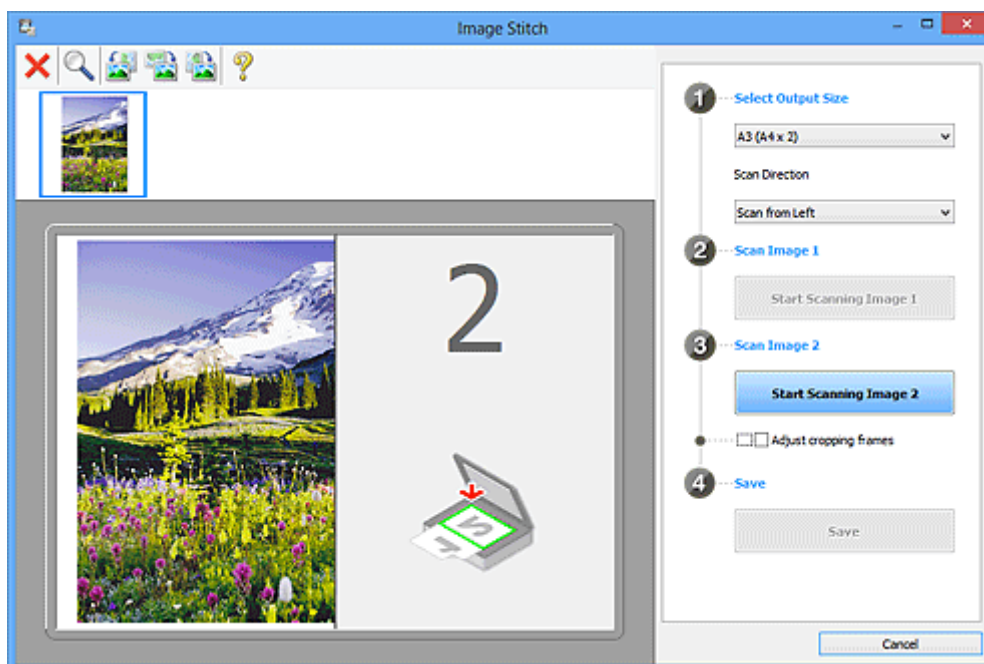 Image Stitch
1 Select Output Size
A3 (A4 x 2)
Scan Direction
Scan from Left
2 Scan Image 1
Start Scanning Image 1
3 Scan Image 2
Start Scanning Image 2
Adjust cropping frames
4 Save
Save
2
Cancel